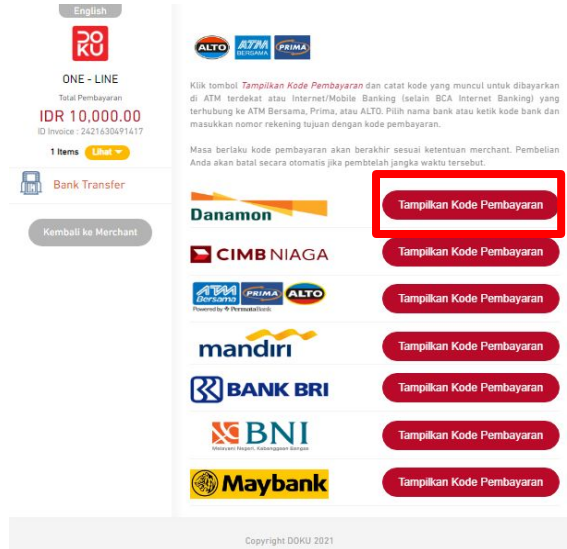 English
DOKU
ONE - LINE
Total Pembayaran
IDR 10,000.00
ID Invoice : 2421630491417
1 Items Lihat
Bank Transfer
Kembali ke Merchant
ALTO ATM BERSAMA PRIMA
Klik tombol Tampilkan Kode Pembayaran dan catat kode yang muncul untuk dibayarkan
di ATM terdekat atau Internet/Mobile Banking (selain BCA Internet Banking) yang
terhubung ke ATM Bersama, Prima, atau ALTO. Pilih nama bank atau ketik kode bank dan
masukkan nomor rekening tujuan dengan kode pembayaran.
Masa berlaku kode pembayaran akan berakhir sesuai ketentuan merchant. Pembelian
Anda akan batal secara otomatis jika pembtelah jangka waktu tersebut.
Danamon Tampilkan Kode Pembayaran
CIMB NIAGA Tampilkan Kode Pembayaran
ATM Bersama PRIMA ALTO Tampilkan Kode Pembayaran
Powered by PermataBank
mandiri Tampilkan Kode Pembayaran
BANK BRI Tampilkan Kode Pembayaran
BNI Tampilkan Kode Pembayaran
Melayani Negeri, Kebanggaan Bangsa
Maybank Tampilkan Kode Pembayaran
Copyright DOKU 2021